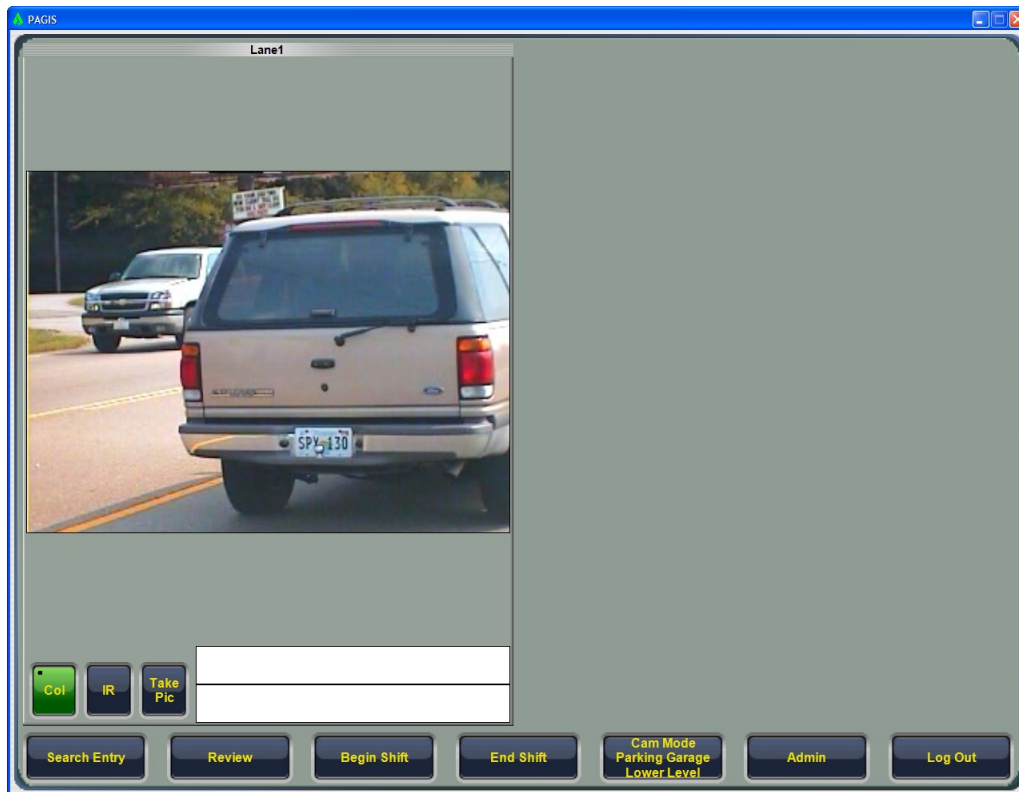 PAGIS
Lane1
SPY 130
Col
IR
Take
Pic
Search Entry
Review
Begin Shift
End Shift
Cam Mode
Parking Garage
Lower Level
Admin
Log Out